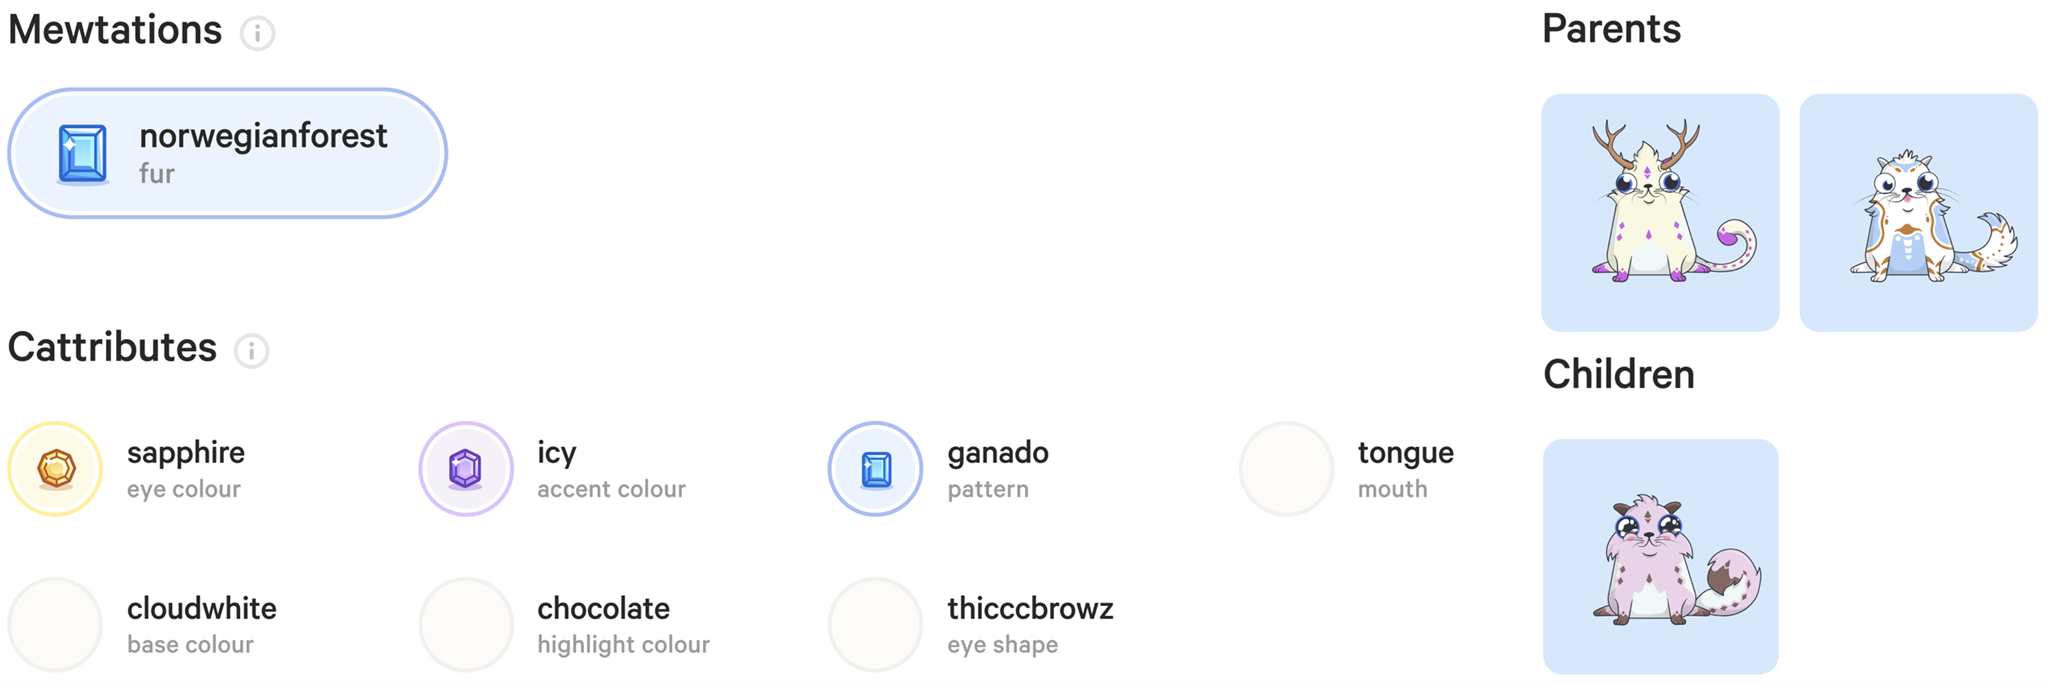 Mewtations
norwegianforest
fur
Cattributes
sapphire
eye colour
icy
accent colour
ganado
pattern
tongue
mouth
cloudwhite
base colour
chocolate
highlight colour
thicccbrowz
eye shape
Parents
Children